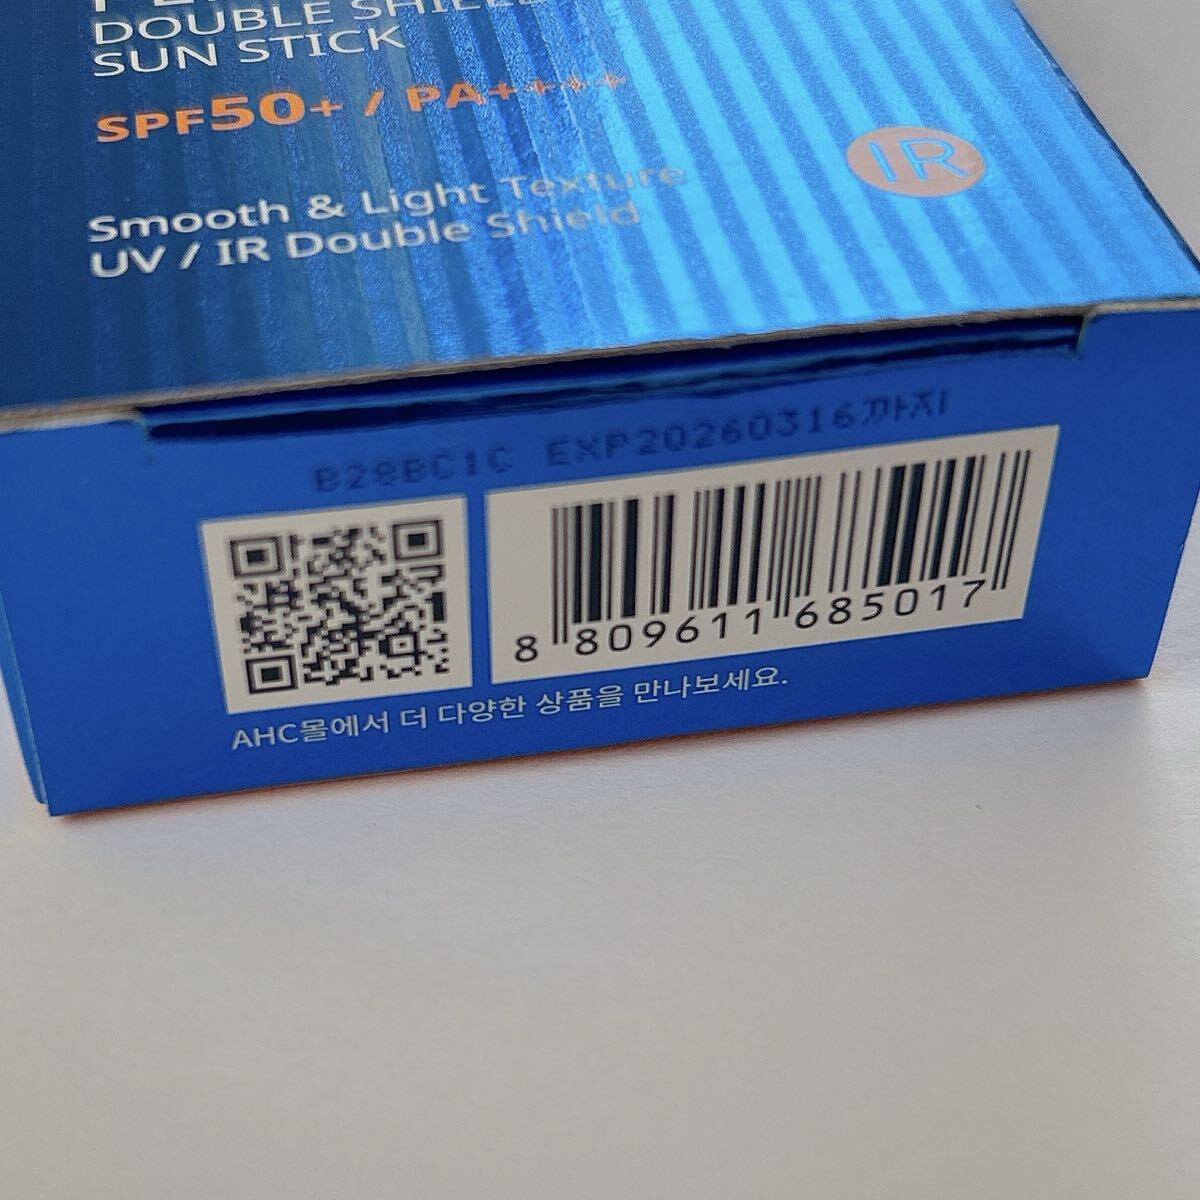 DOUBLE SHIELD
SUN STICK
SPF50+ / PA++++
IR
Smooth & Light Texture
UV / IR Double Shield
B28BC1C EXP20260316까지
8 809611 685017
AHC몰에서 더 다양한 상품을 만나보세요.